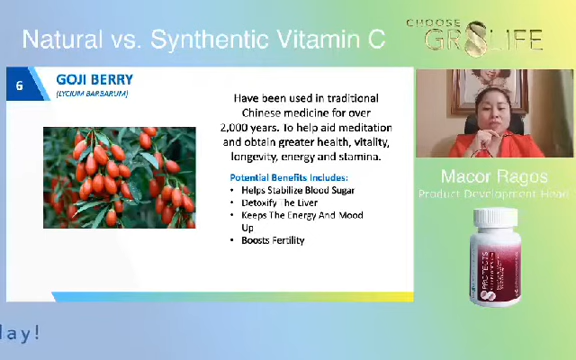 Natural vs. Synthentic Vitamin C
CHOOSE
GR8LIFE
6
GOJI BERRY
(LYCIUM BARBARUM)
Have been used in traditional
Chinese medicine for over
2,000 years. To help aid meditation
and obtain greater health, vitality,
longevity, energy and stamina.
Potential Benefits Includes:
• Helps Stabilize Blood Sugar
• Detoxify The Liver
• Keeps The Energy And Mood
Up
• Boosts Fertility
Macor Ragos
Product Development Head
PROTECT8
day!